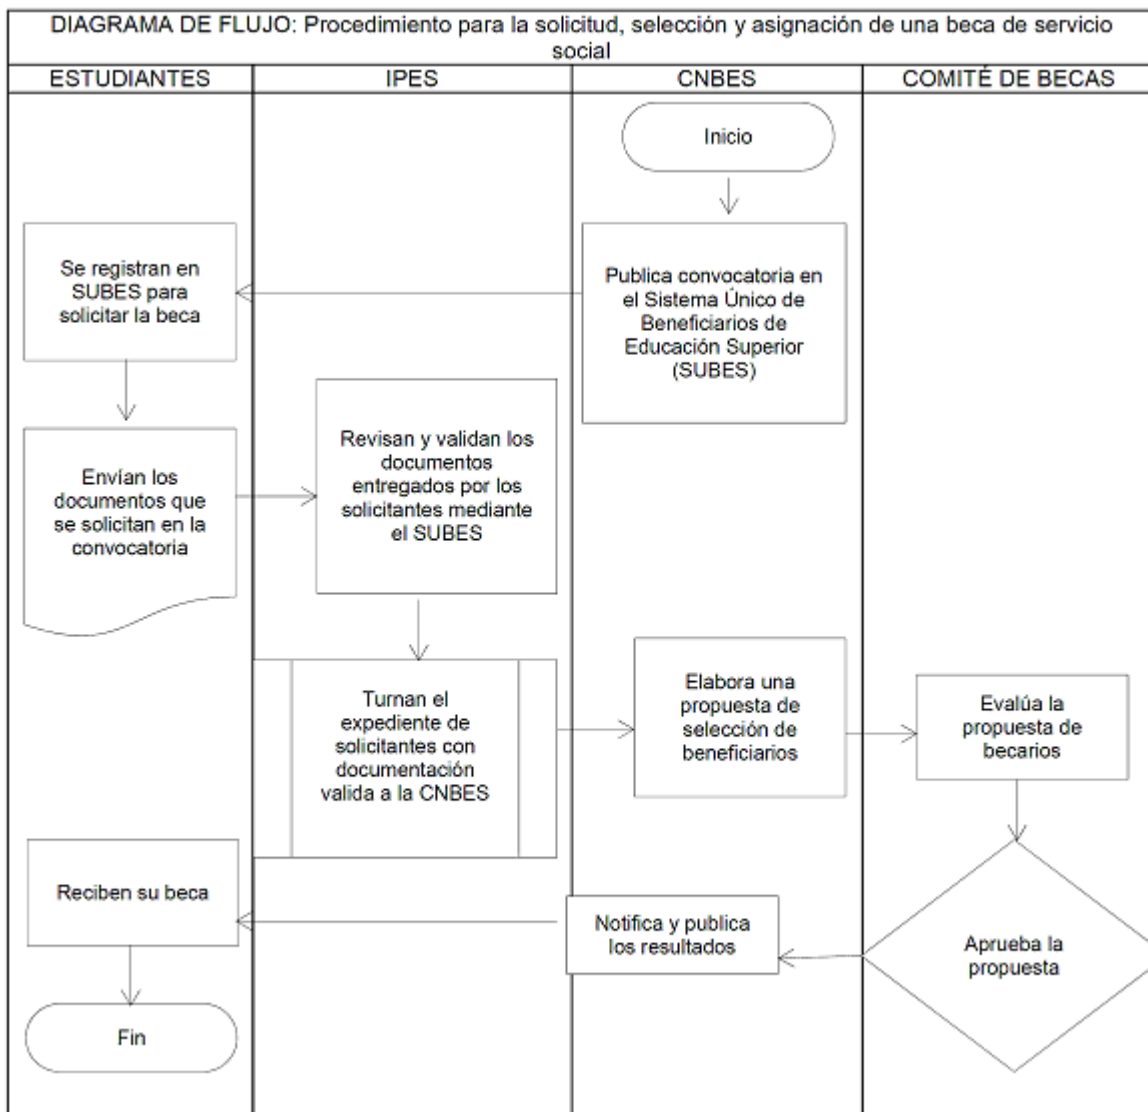 DIAGRAMA DE FLUJO: Procedimiento para la solicitud, selección y asignación de una beca de servicio
social
ESTUDIANTES
IPES
CNBES
COMITÉ DE BECAS
Inicio
Publica convocatoria en
el Sistema Único de
Beneficiarios de
Educación Superior
(SUBES)
Se registran en
SUBES para
solicitar la beca
Envían los
documentos que
se solicitan en la
convocatoria
Revisan y validan los
documentos
entregados por los
solicitantes mediante
el SUBES
Turnan el
expediente de
solicitantes con
documentación
valida a la CNBES
Elabora una
propuesta de
selección de
beneficiarios
Evalúa la
propuesta de
becarios
Aprueba la
propuesta
Notifica y publica
los resultados
Reciben su beca
Fin